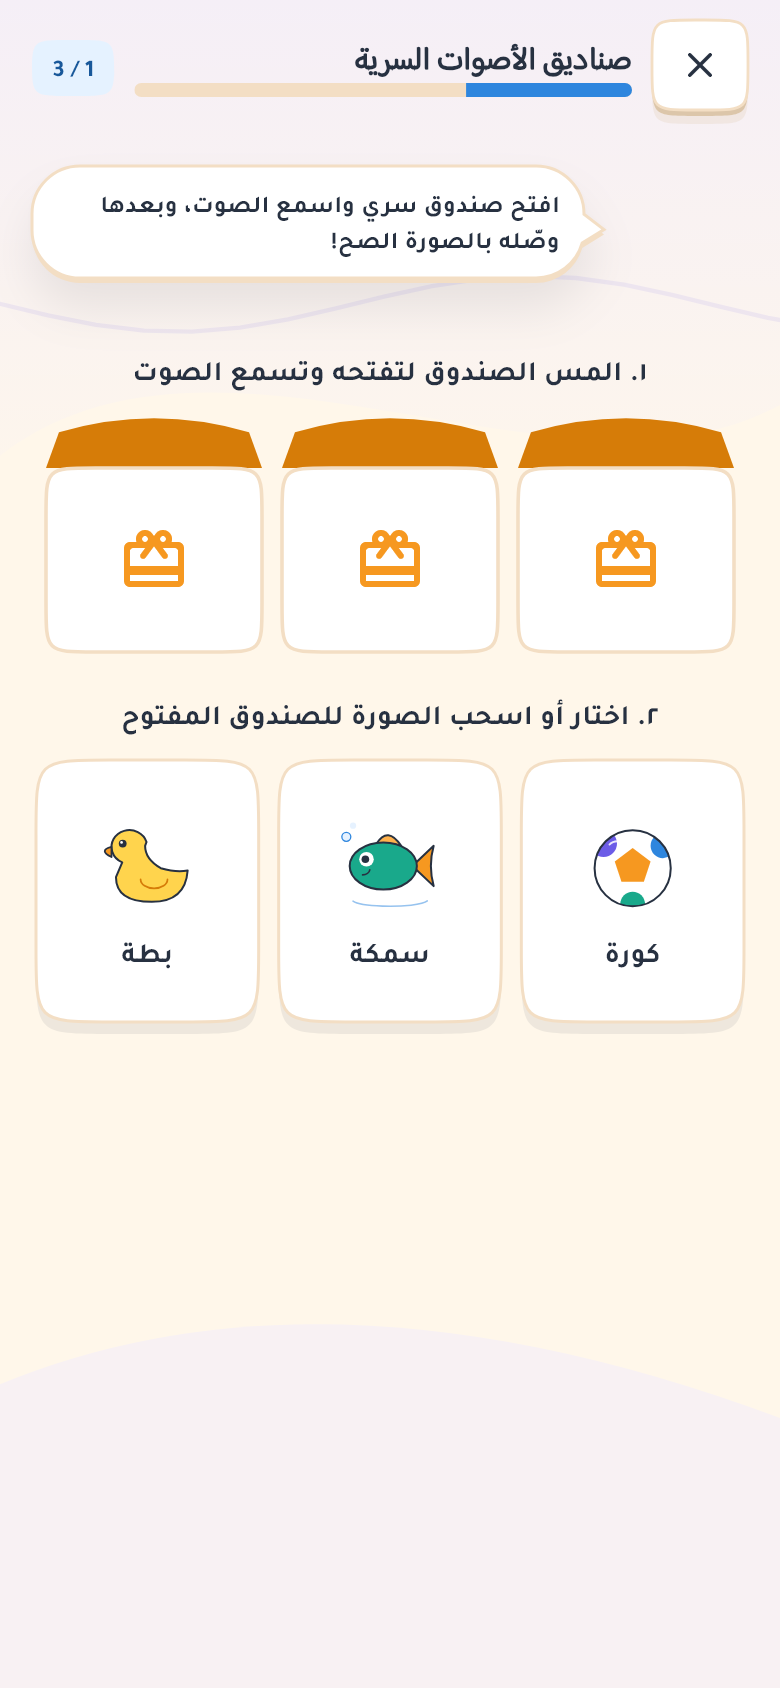 صناديق الأصوات السرية
3 / 1
افتح صندوق سري واسمع الصوت، وبعدها
وصّله بالصورة الصح!
١. المس الصندوق لتفتحه وتسمع الصوت
٢. اختار أو اسحب الصورة للصندوق المفتوح
كورة
سمكة
بطة